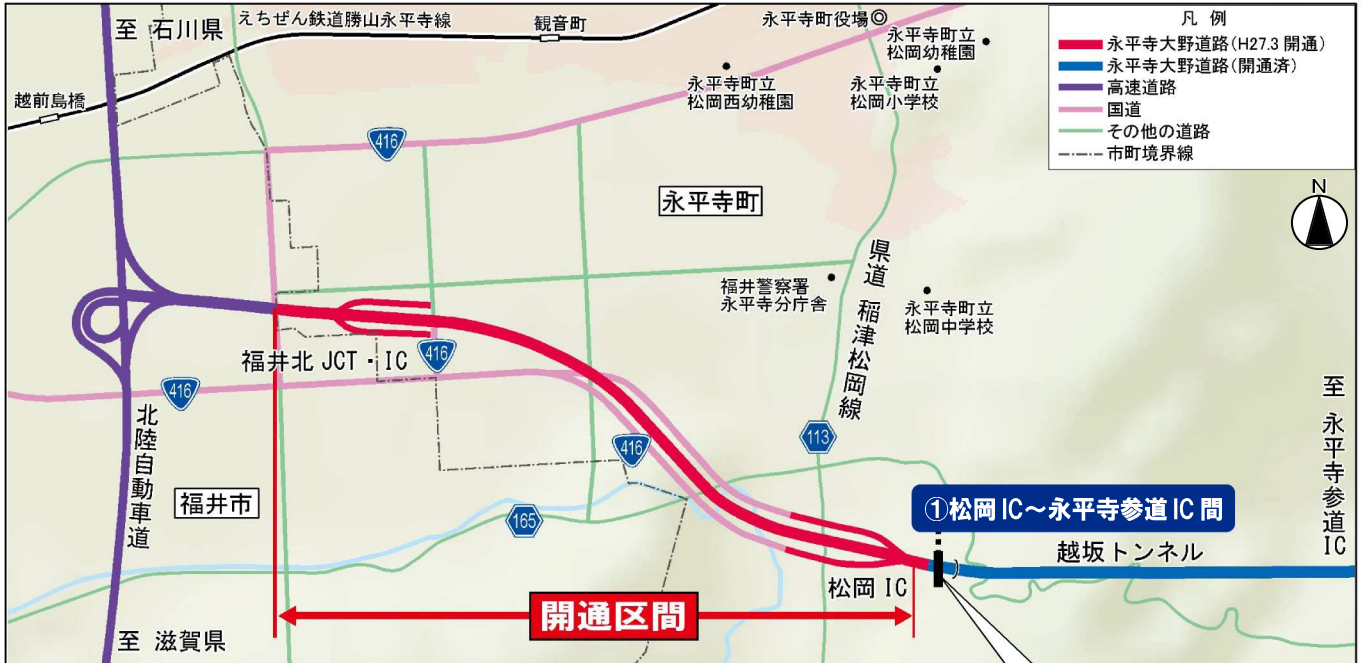 至 石川県
えちぜん鉄道勝山永平寺線
観音町
永平寺町役場◎
永平寺町立
松岡幼稚園
永平寺町立
松岡西幼稚園
永平寺町立
松岡小学校
越前島橋
凡 例
永平寺大野道路(H27.3 開通)
永平寺大野道路(開通済)
高速道路
国道
その他の道路
市町境界線
N
416
永平寺町
福井警察署
永平寺分庁舎
県道 稲津松岡線
永平寺町立
松岡中学校
福井北 JCT・IC
416
416
北陸自動車道
416
113
至 永平寺参道IC
福井市
165
①松岡IC~永平寺参道IC間
越坂トンネル
松岡 IC
開通区間
至 滋賀県